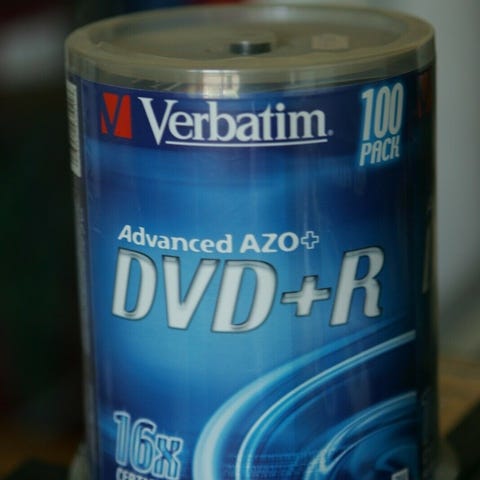 Verbatim.
100
PACK
Advanced AZO+
DVD+R
16x